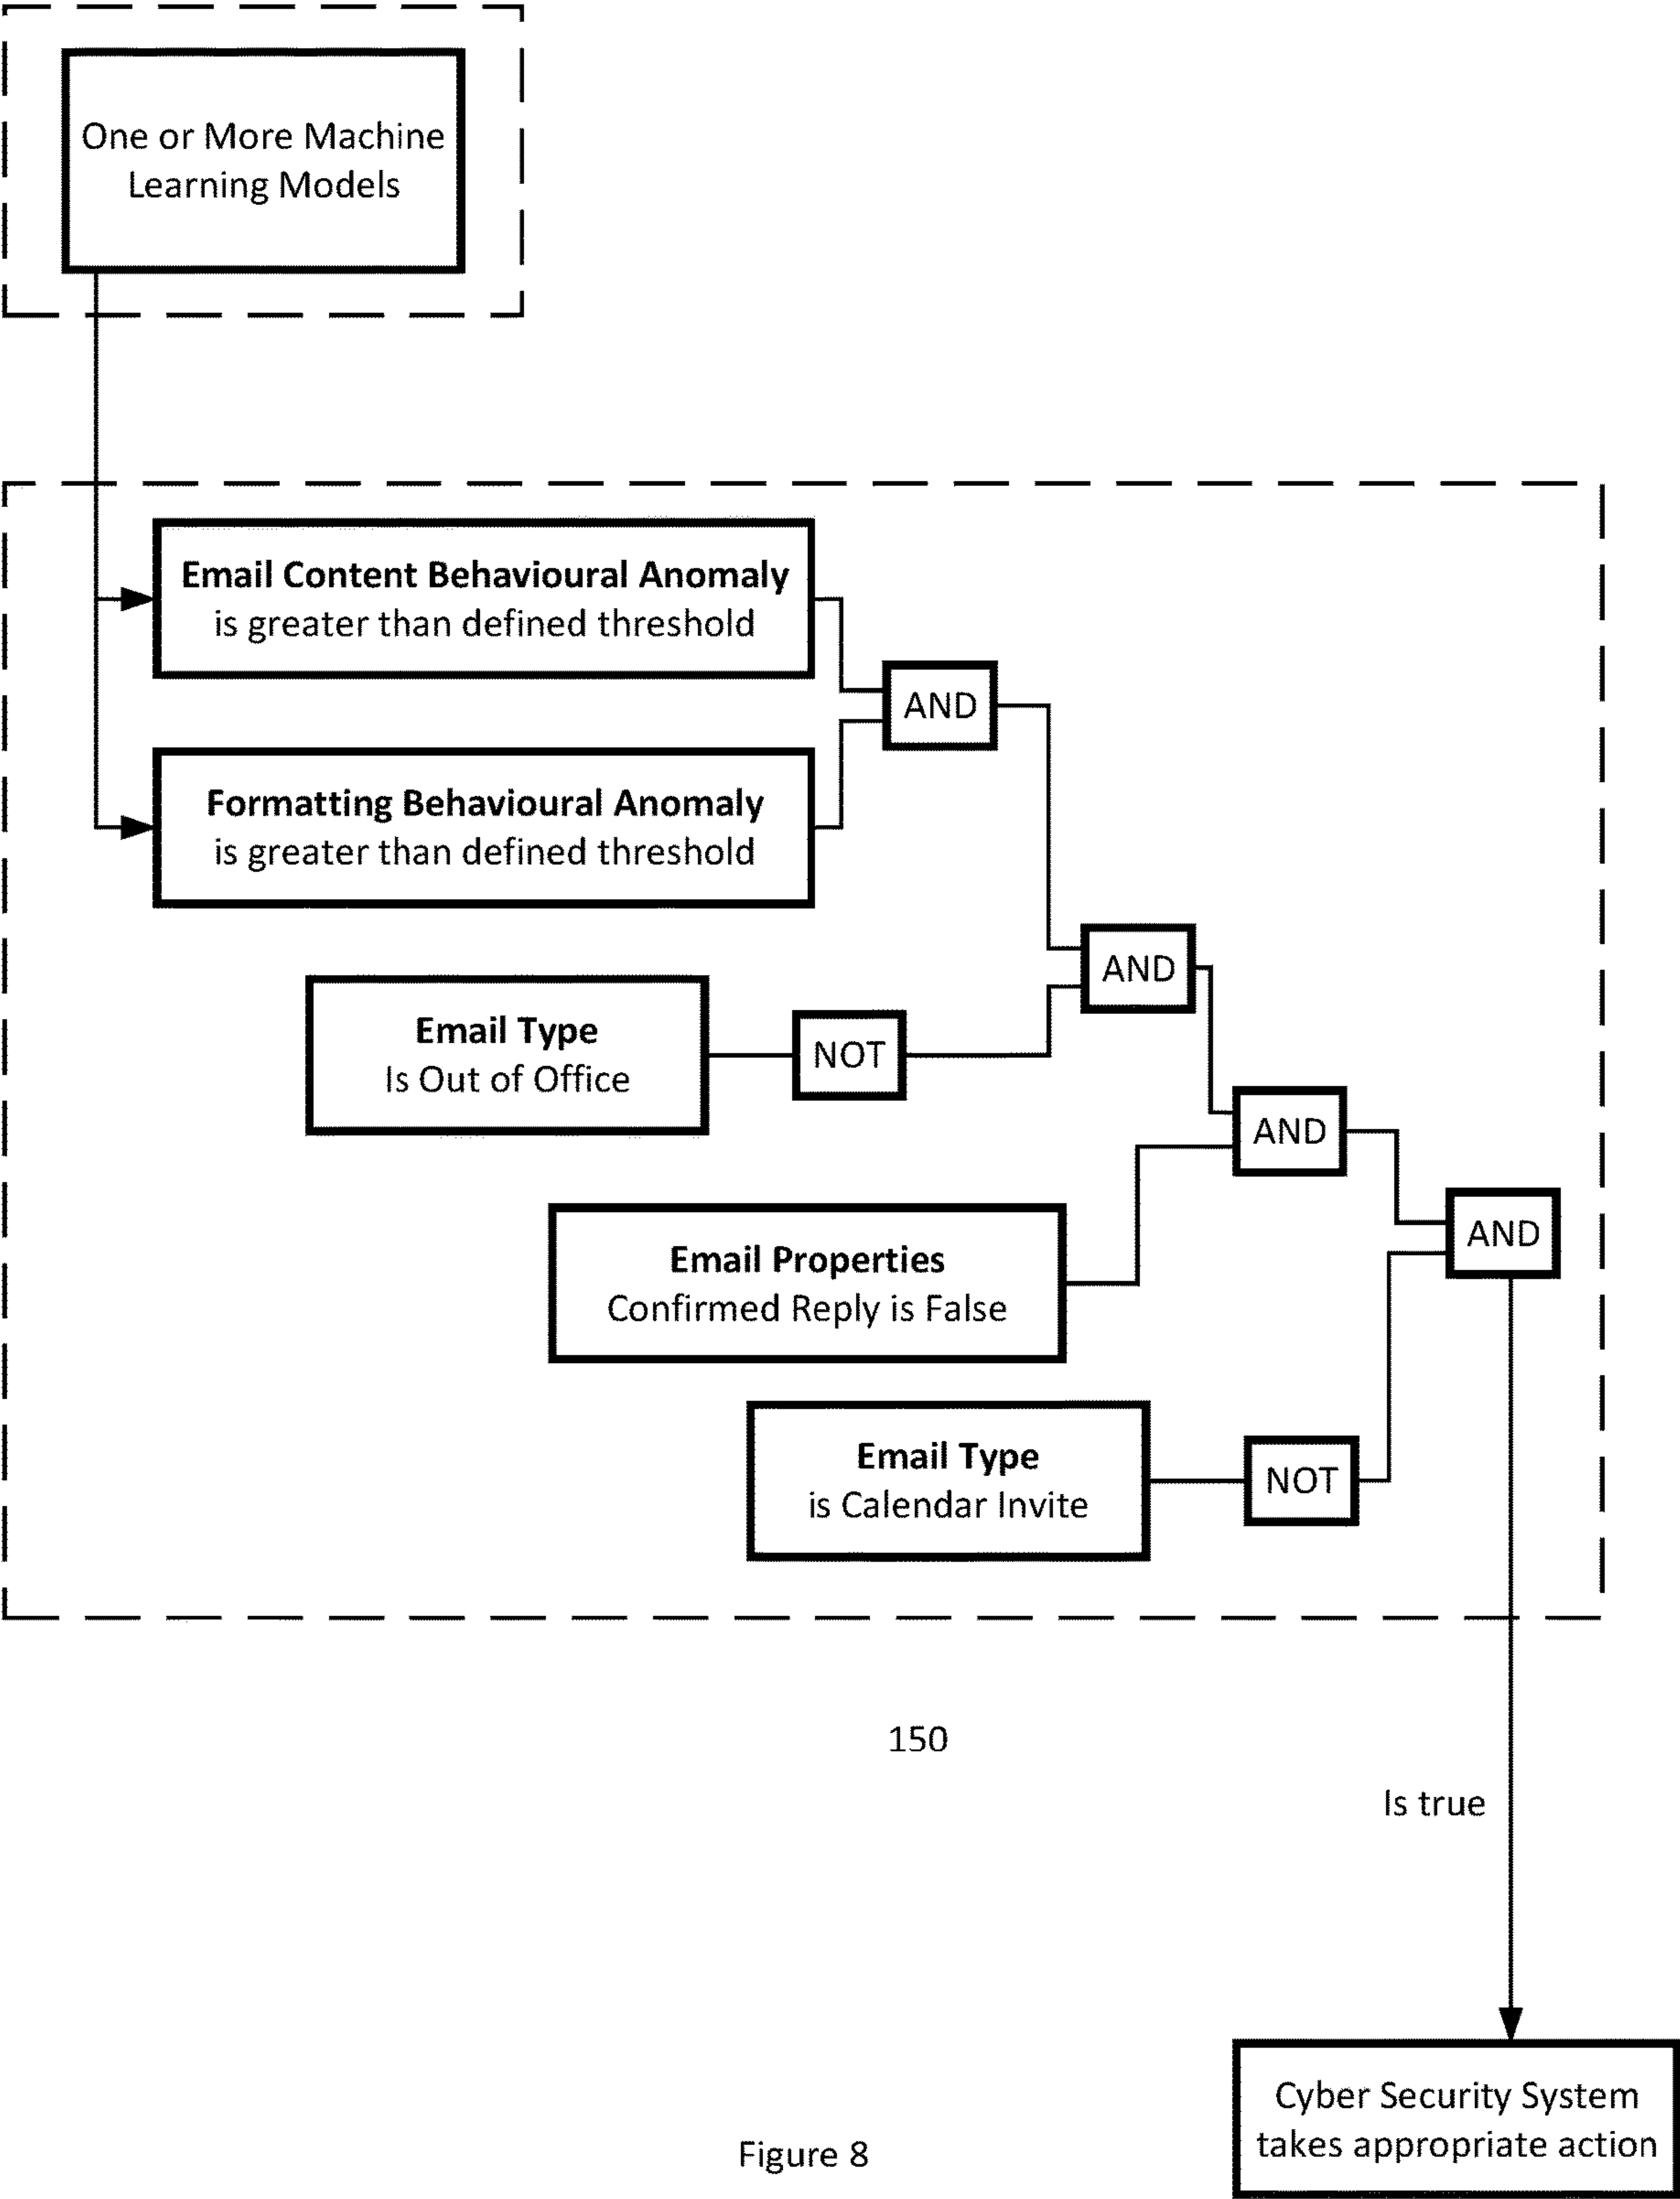 One or More Machine
Learning Models
Email Content Behavioural Anomaly
is greater than defined threshold
AND
Formatting Behavioural Anomaly
is greater than defined threshold
AND
Email Type
Is Out of Office
NOT
AND
Email Properties
Confirmed Reply is False
AND
Email Type
is Calendar Invite
NOT
150
Is true
Cyber Security System
takes appropriate action
Figure 8